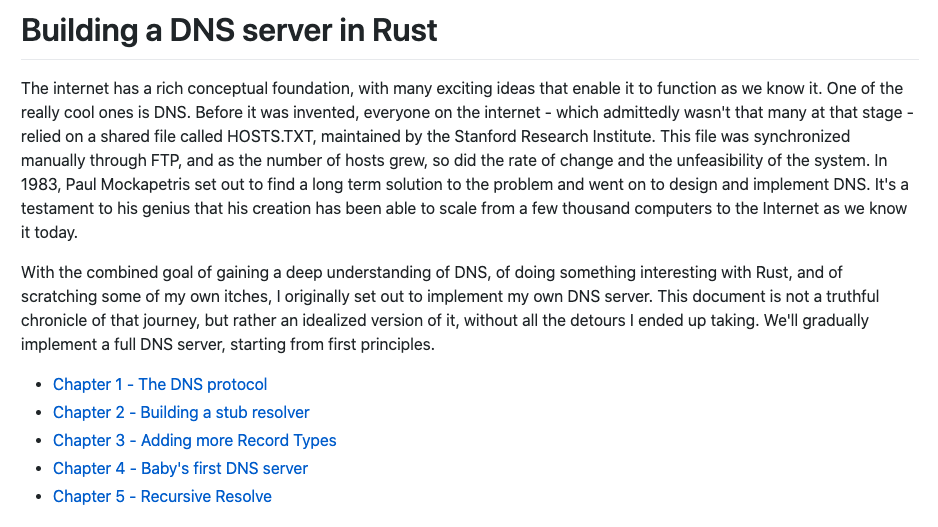 Building a DNS server in Rust
The internet has a rich conceptual foundation, with many exciting ideas that enable it to function as we know it. One of the
really cool ones is DNS. Before it was invented, everyone on the internet - which admittedly wasn't that many at that stage -
relied on a shared file called HOSTS.TXT, maintained by the Stanford Research Institute. This file was synchronized
manually through FTP, and as the number of hosts grew, so did the rate of change and the unfeasibility of the system. In
1983, Paul Mockapetris set out to find a long term solution to the problem and went on to design and implement DNS. It's a
testament to his genius that his creation has been able to scale from a few thousand computers to the Internet as we know
it today.
With the combined goal of gaining a deep understanding of DNS, of doing something interesting with Rust, and of
scratching some of my own itches, I originally set out to implement my own DNS server. This document is not a truthful
chronicle of that journey, but rather an idealized version of it, without all the detours I ended up taking. We'll gradually
implement a full DNS server, starting from first principles.
• Chapter 1 - The DNS protocol
• Chapter 2 - Building a stub resolver
• Chapter 3 - Adding more Record Types
• Chapter 4 - Baby's first DNS server
• Chapter 5 - Recursive Resolve